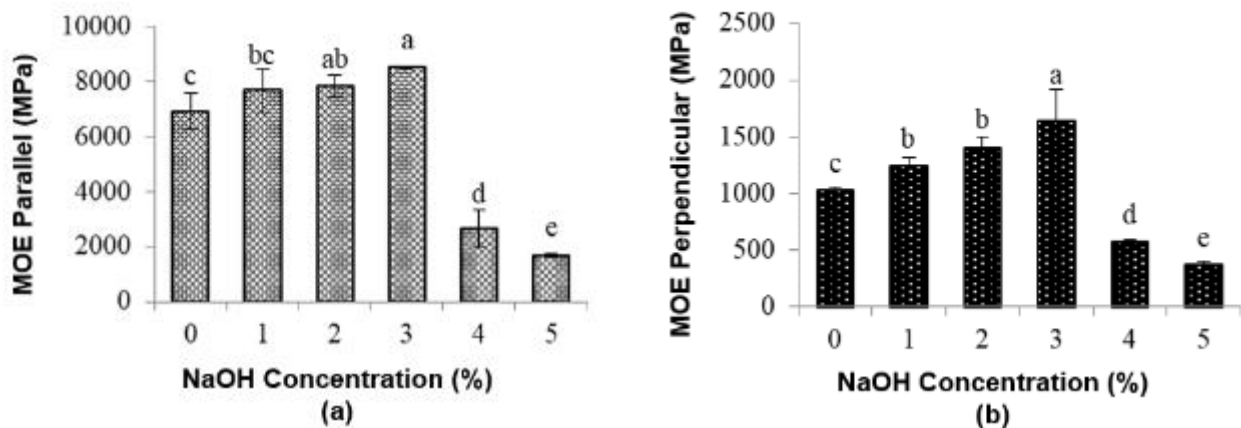 MOE Parallel (MPa)
10000
8000
6000
4000
2000
0
c
bc
ab
a
d
e
0 1 2 3 4 5
NaOH Concentration (%)
(a)
MOE Perpendicular (MPa)
2500
2000
1500
1000
500
0
c
b
b
a
d
e
0 1 2 3 4 5
NaOH Concentration (%)
(b)